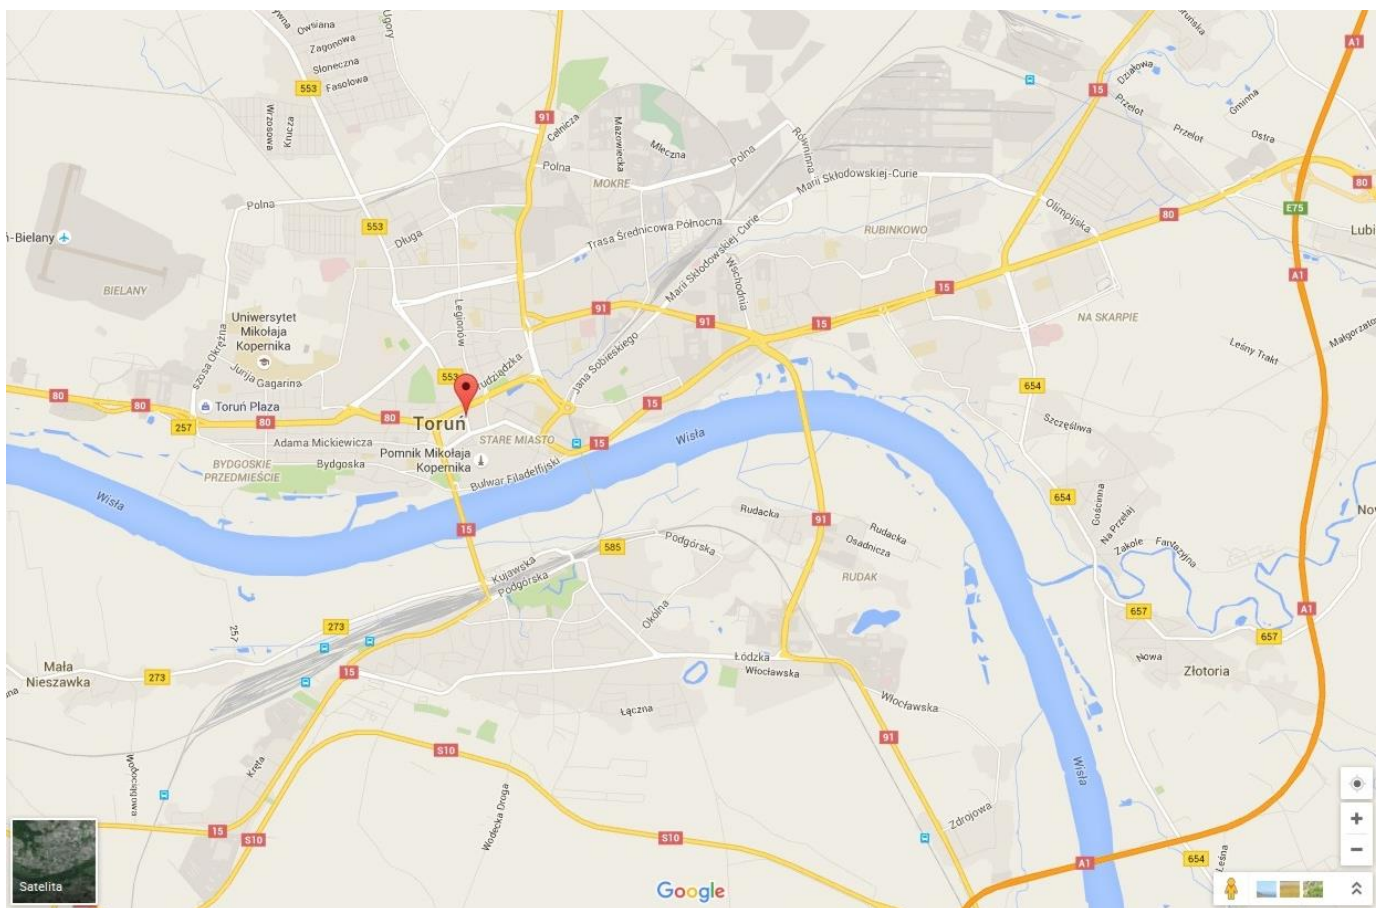 Owsiana
Ugory
Zagonowa
Słoneczna
Fasolowa
553
Wrzosowa
Krucza
91
Celnicza
Mazowiecka
Mleczna
Polna
Polna
MOKRE
Równinna
Marii Skłodowskiej-Curie
15
Działowa
Przelot
Przelot
Gminna
Ostra
A1
80
E75
Lubi
Olimpijska
80
RUBINKOWO
Polna
553
Długa
Trasa Średnicowa Północna
Marii Skłodowskiej-Curie
Wschodnia
ń-Bielany
BIELANY
A1
15
15
91
91
NA SKARPIE
Leśny Trakt
Małgorzatowo
Uniwersytet
Mikołaja
Kopernika
Legionów
szosa Okrężna
Jurija
Gagarina
Jana Sobieskiego
553
rudziądzka
654
80
80
Toruń Plaza
80
80
257
15
Toruń
STARE MIASTO
15
Wisła
Szczęśliwa
Adama Mickiewicza
Pomnik Mikołaja
Kopernika
BYDGOSKIE
PRZEDMIEŚCIE
Bydgoska
Bulwar Filadelfijski
Wisła
15
654
Gościnna
Na Przełaj
Now
Rudacka
91
Rudacka
Osadnicza
Zakole
Fantazyjna
585
Podgórska
Kujawska
Podgórska
RUDAK
Okólna
257
273
657
657
A1
Mała
Nieszawka
273
15
Łódzka
Włocławska
Nowa
Złotoria
Łączna
Włocławska
91
S10
Kręta
Wodociągowa
Wodecka Droga
Wisła
15
S10
S10
Zdrojowa
A1
654
Leśna
Satelita
Google